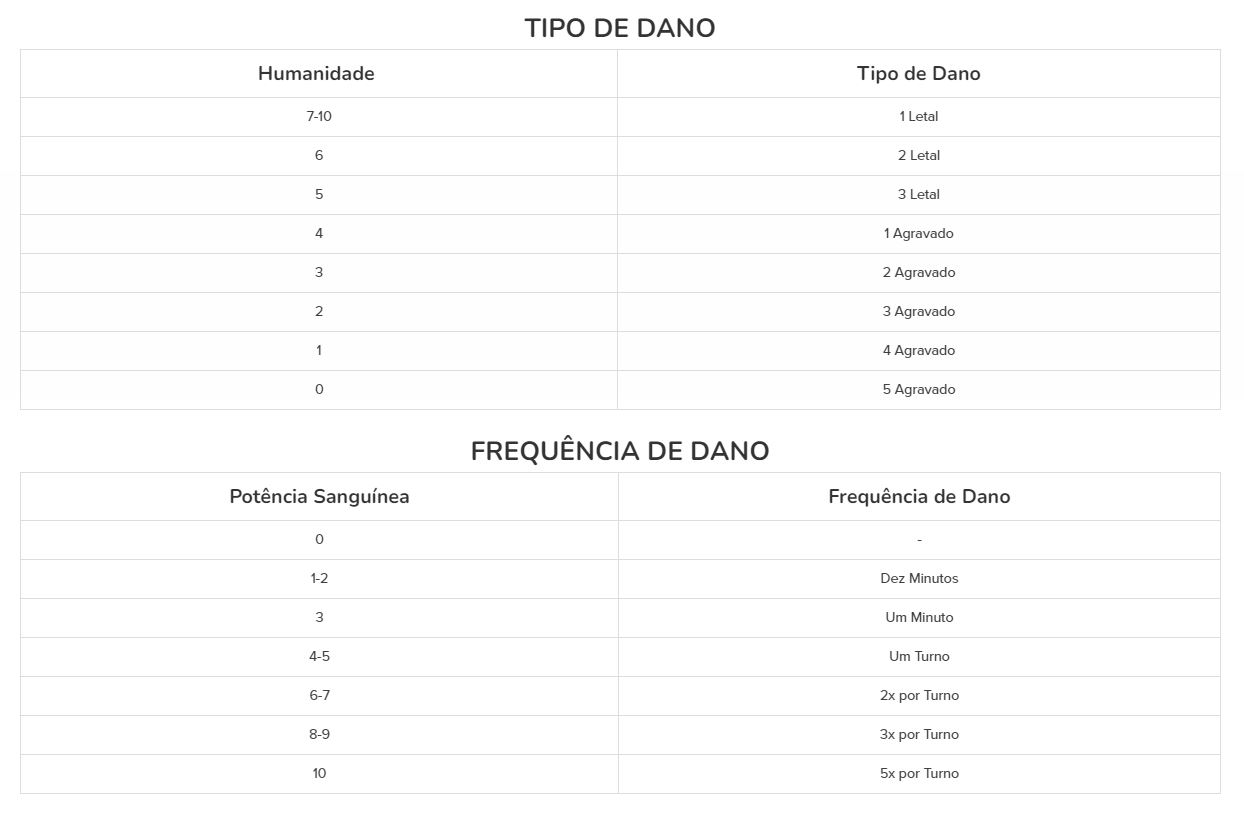 TIPO DE DANO
Humanidade Tipo de Dano
7-10 1 Letal
6 2 Letal
5 3 Letal
4 1 Agravado
3 2 Agravado
2 3 Agravado
1 4 Agravado
0 5 Agravado
FREQUÊNCIA DE DANO
Potência Sanguínea Frequência de Dano
0 -
1-2 Dez Minutos
3 Um Minuto
4-5 Um Turno
6-7 2x por Turno
8-9 3x por Turno
10 5x por Turno